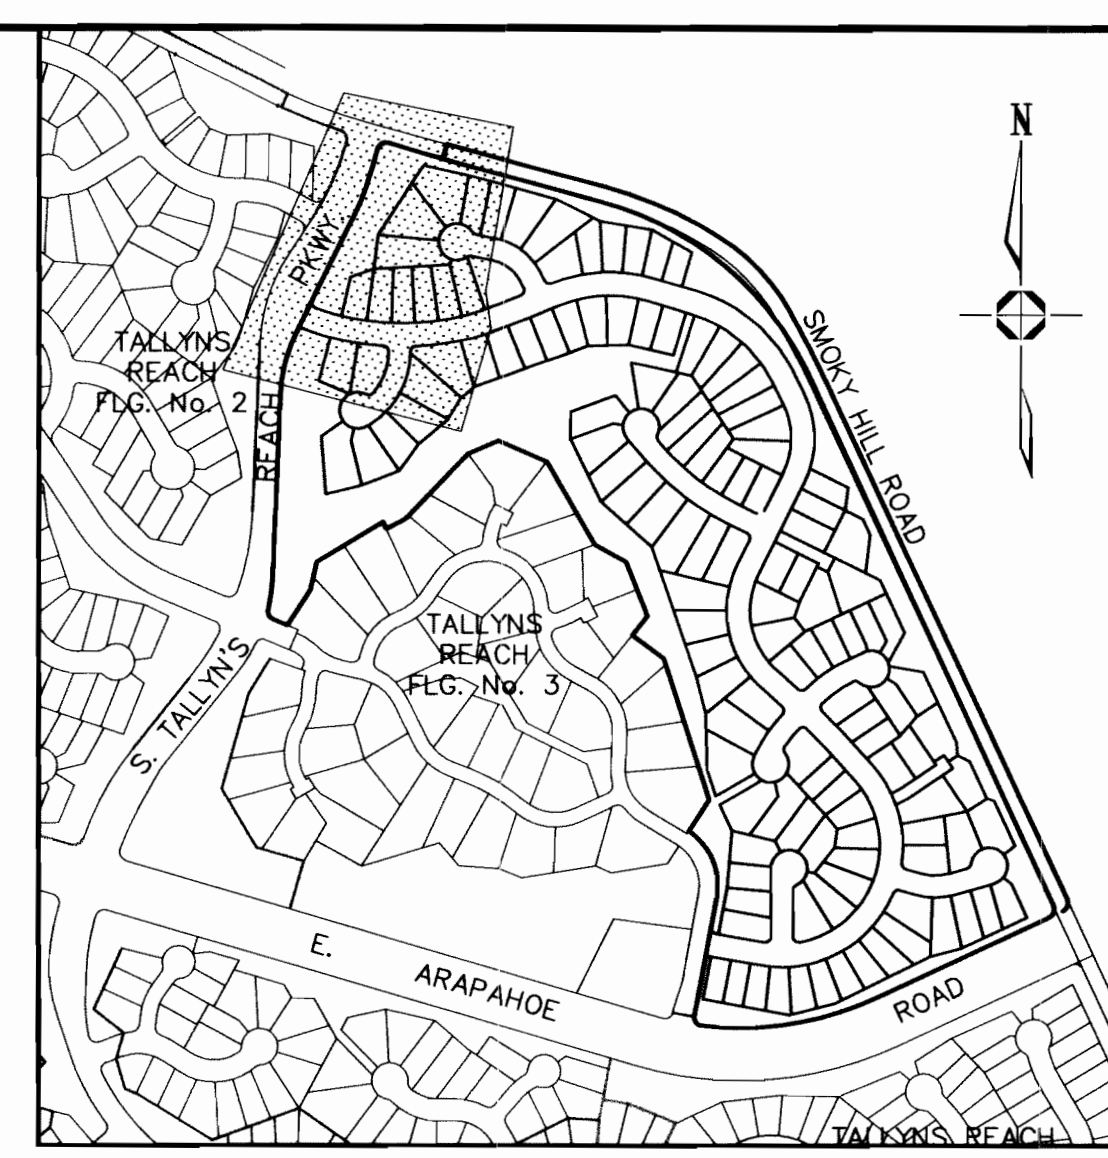 N
PKWY.
SMOKY HILL ROAD
TALLYNS
REACH
FLG. No. 2
REACH
TALLYNS
REACH
FLG. No. 3
S. TALLYN'S
E. ARAPAHOE
ROAD
TALLYNS REACH